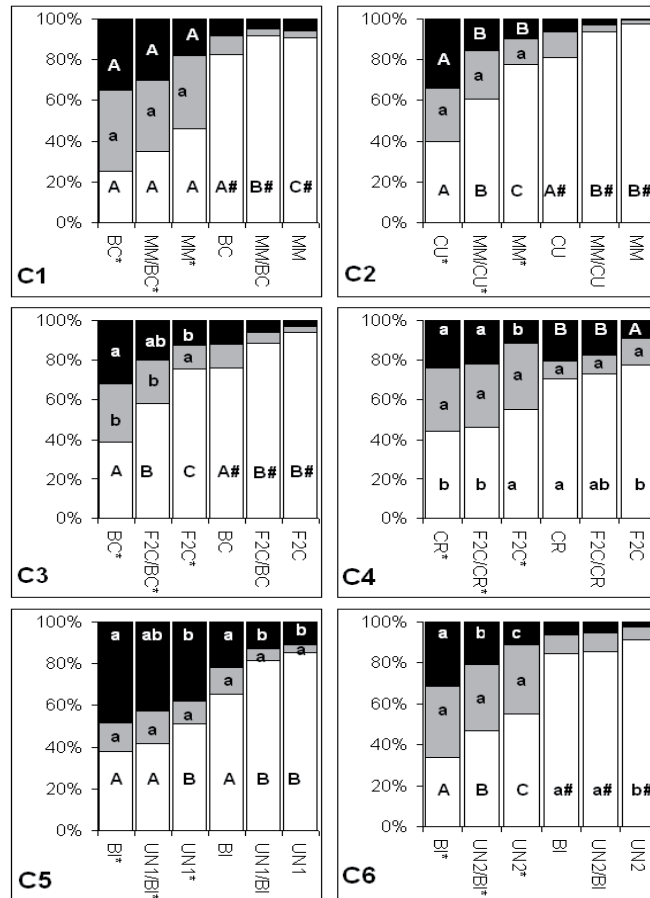 100%
80%
60%
40%
20%
0%
A A A
a a a
A A A A# B# C#
BC* MM/BC* MM* BC MM/BC MM
C1
100%
80%
60%
40%
20%
0%
A B B
a a a
A B C A# B# B#
CU* MM/CU* MM* CU MM/CU MM
C2
100%
80%
60%
40%
20%
0%
a ab b
b b a
A B C A# B# B#
BC* F2C/BC* F2C* BC F2C/BC F2C
C3
100%
80%
60%
40%
20%
0%
a a b B B A
a a a a a a
b b a a ab b
CR* F2C/CR* F2C* CR F2C/CR F2C
C4
100%
80%
60%
40%
20%
0%
a ab b a b b
a a a a a a
A A B A B B
BI* UN1/BI* UN1* BI UN1/BI UN1
C5
100%
80%
60%
40%
20%
0%
a b c
a a a
A B C a# a# b#
BI* UN2/BI* UN2* BI UN2/BI UN2
C6